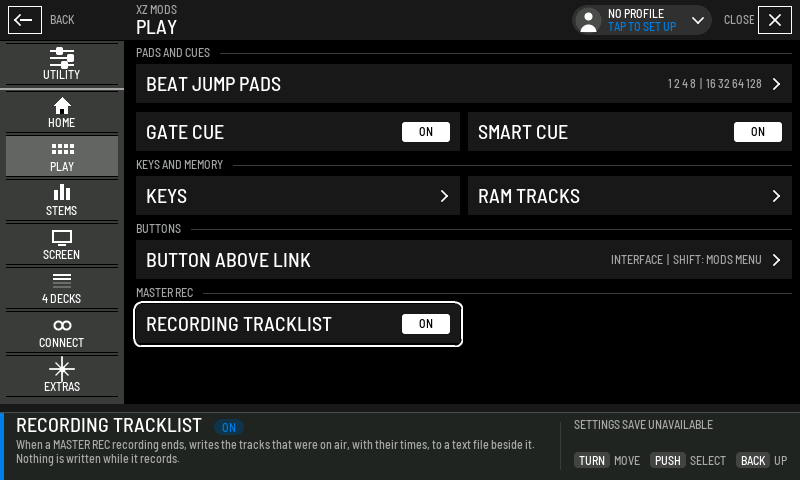 BACK
XZ MODS
PLAY
NO PROFILE
TAP TO SET UP
CLOSE
UTILITY
HOME
PLAY
STEMS
SCREEN
4 DECKS
CONNECT
EXTRAS
PADS AND CUES
BEAT JUMP PADS
1 2 4 8 | 16 32 64 128
GATE CUE
ON
SMART CUE
ON
KEYS AND MEMORY
KEYS
RAM TRACKS
BUTTONS
BUTTON ABOVE LINK
INTERFACE | SHIFT: MODS MENU
MASTER REC
RECORDING TRACKLIST
ON
RECORDING TRACKLIST ON
When a MASTER REC recording ends, writes the tracks that were on air, with their times, to a text file beside it.
Nothing is written while it records.
SETTINGS SAVE UNAVAILABLE
TURN MOVE PUSH SELECT BACK UP